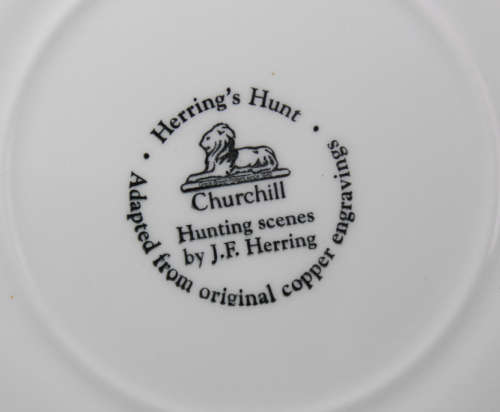 • Herring's Hunt •
Churchill
Hunting scenes
by J.F. Herring
Adapted from original copper engravings